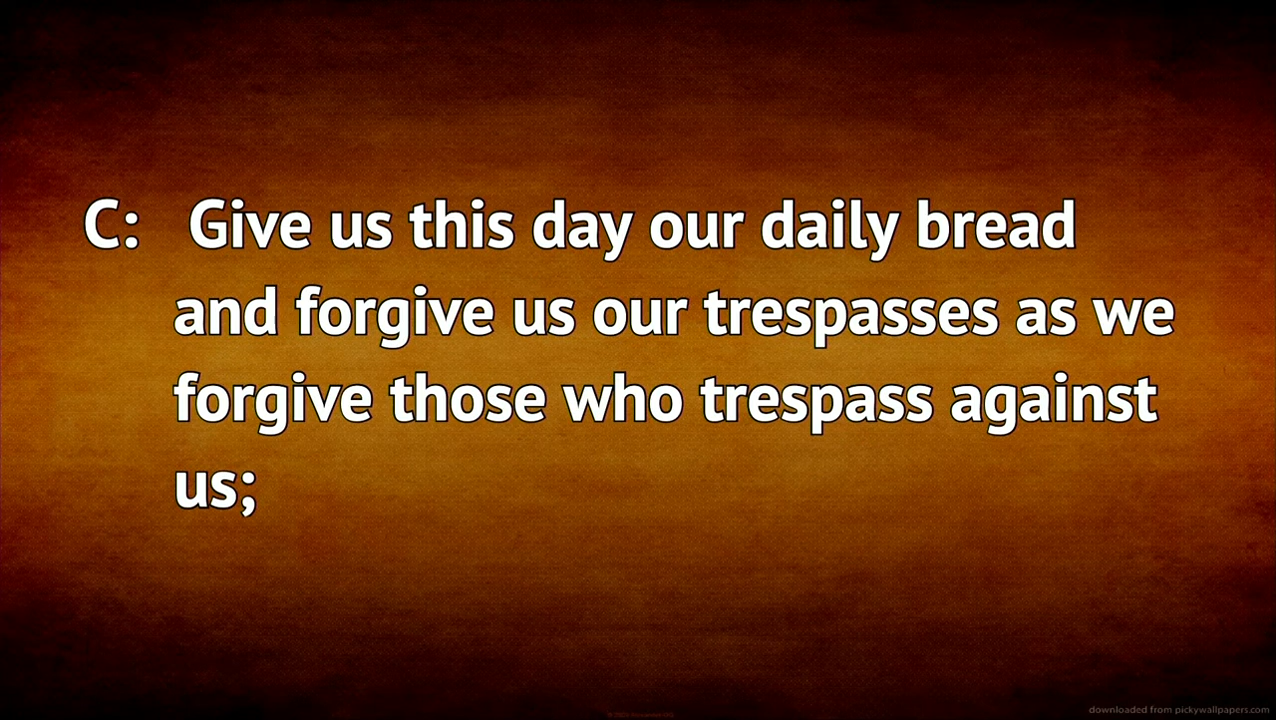 C: Give us this day our daily bread
and forgive us our trespasses as we
forgive those who trespass against
us;
downloaded from pickywallpapers.com